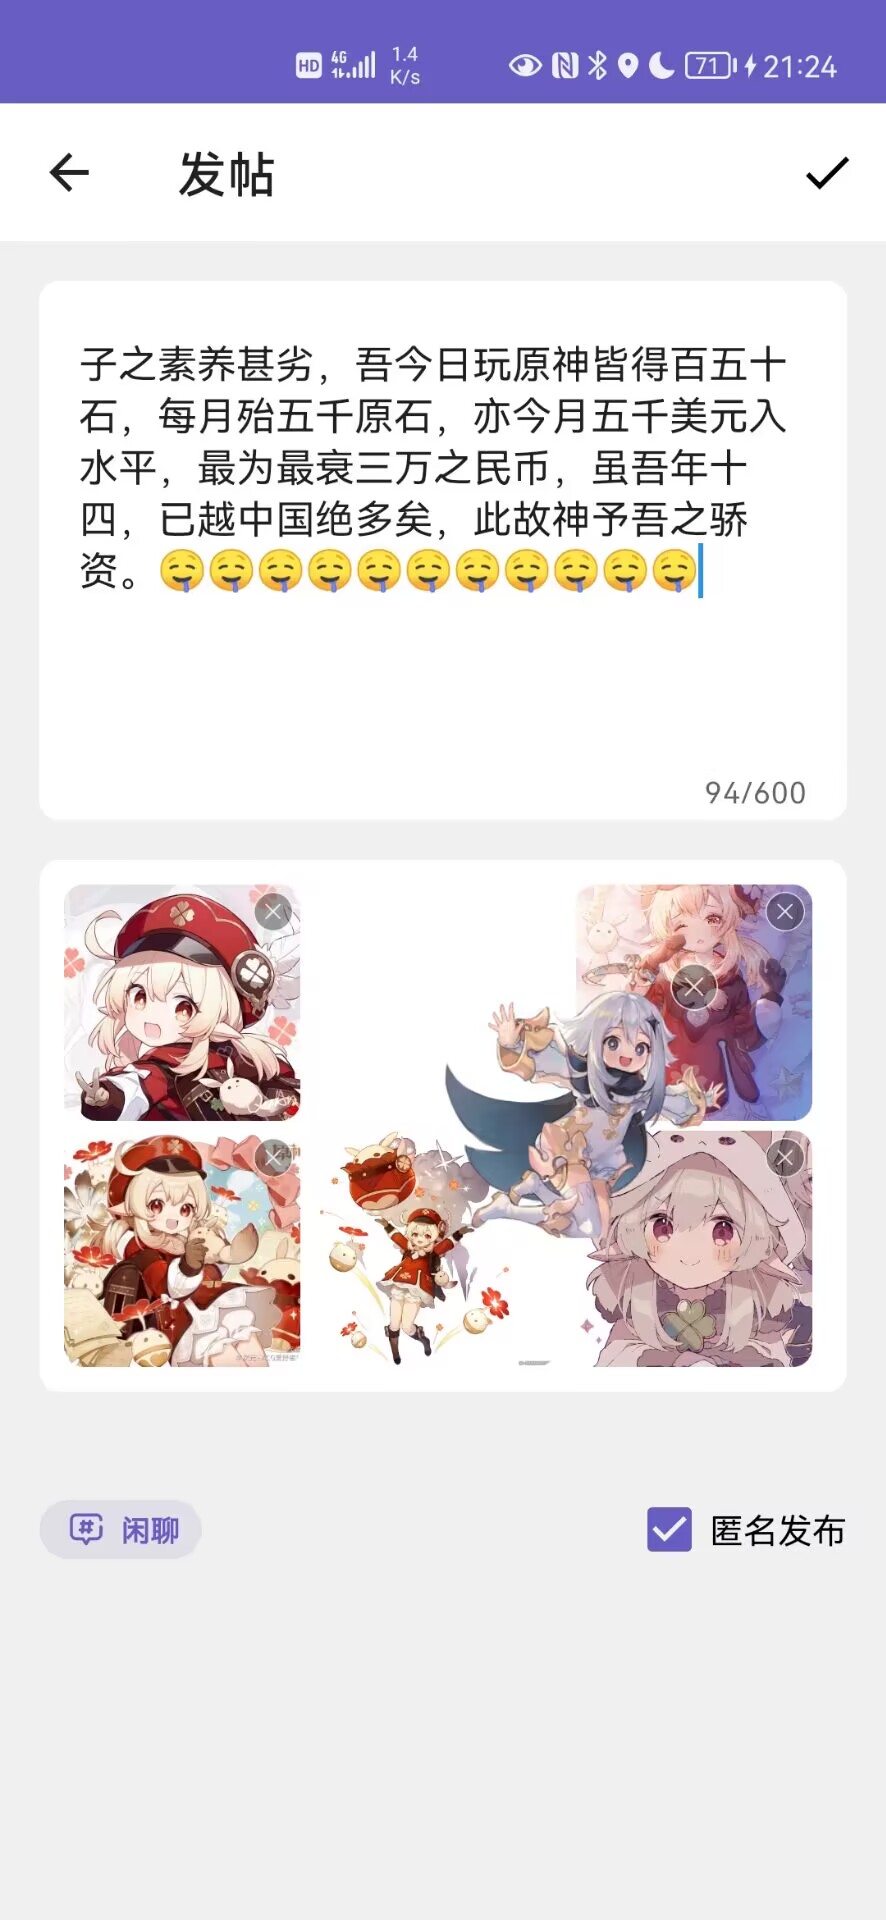 HD 4G 1.4 K/s 71 21:24
发帖
子之素养甚劣，吾今日玩原神皆得百五十
石，每月殆五千原石，亦今月五千美元入
水平，最为最衰三万之民币，虽吾年十
四，已越中国绝多矣，此故神予吾之骄
资。🤤🤤🤤🤤🤤🤤🤤🤤🤤🤤🤤
94/600
闲聊
匿名发布